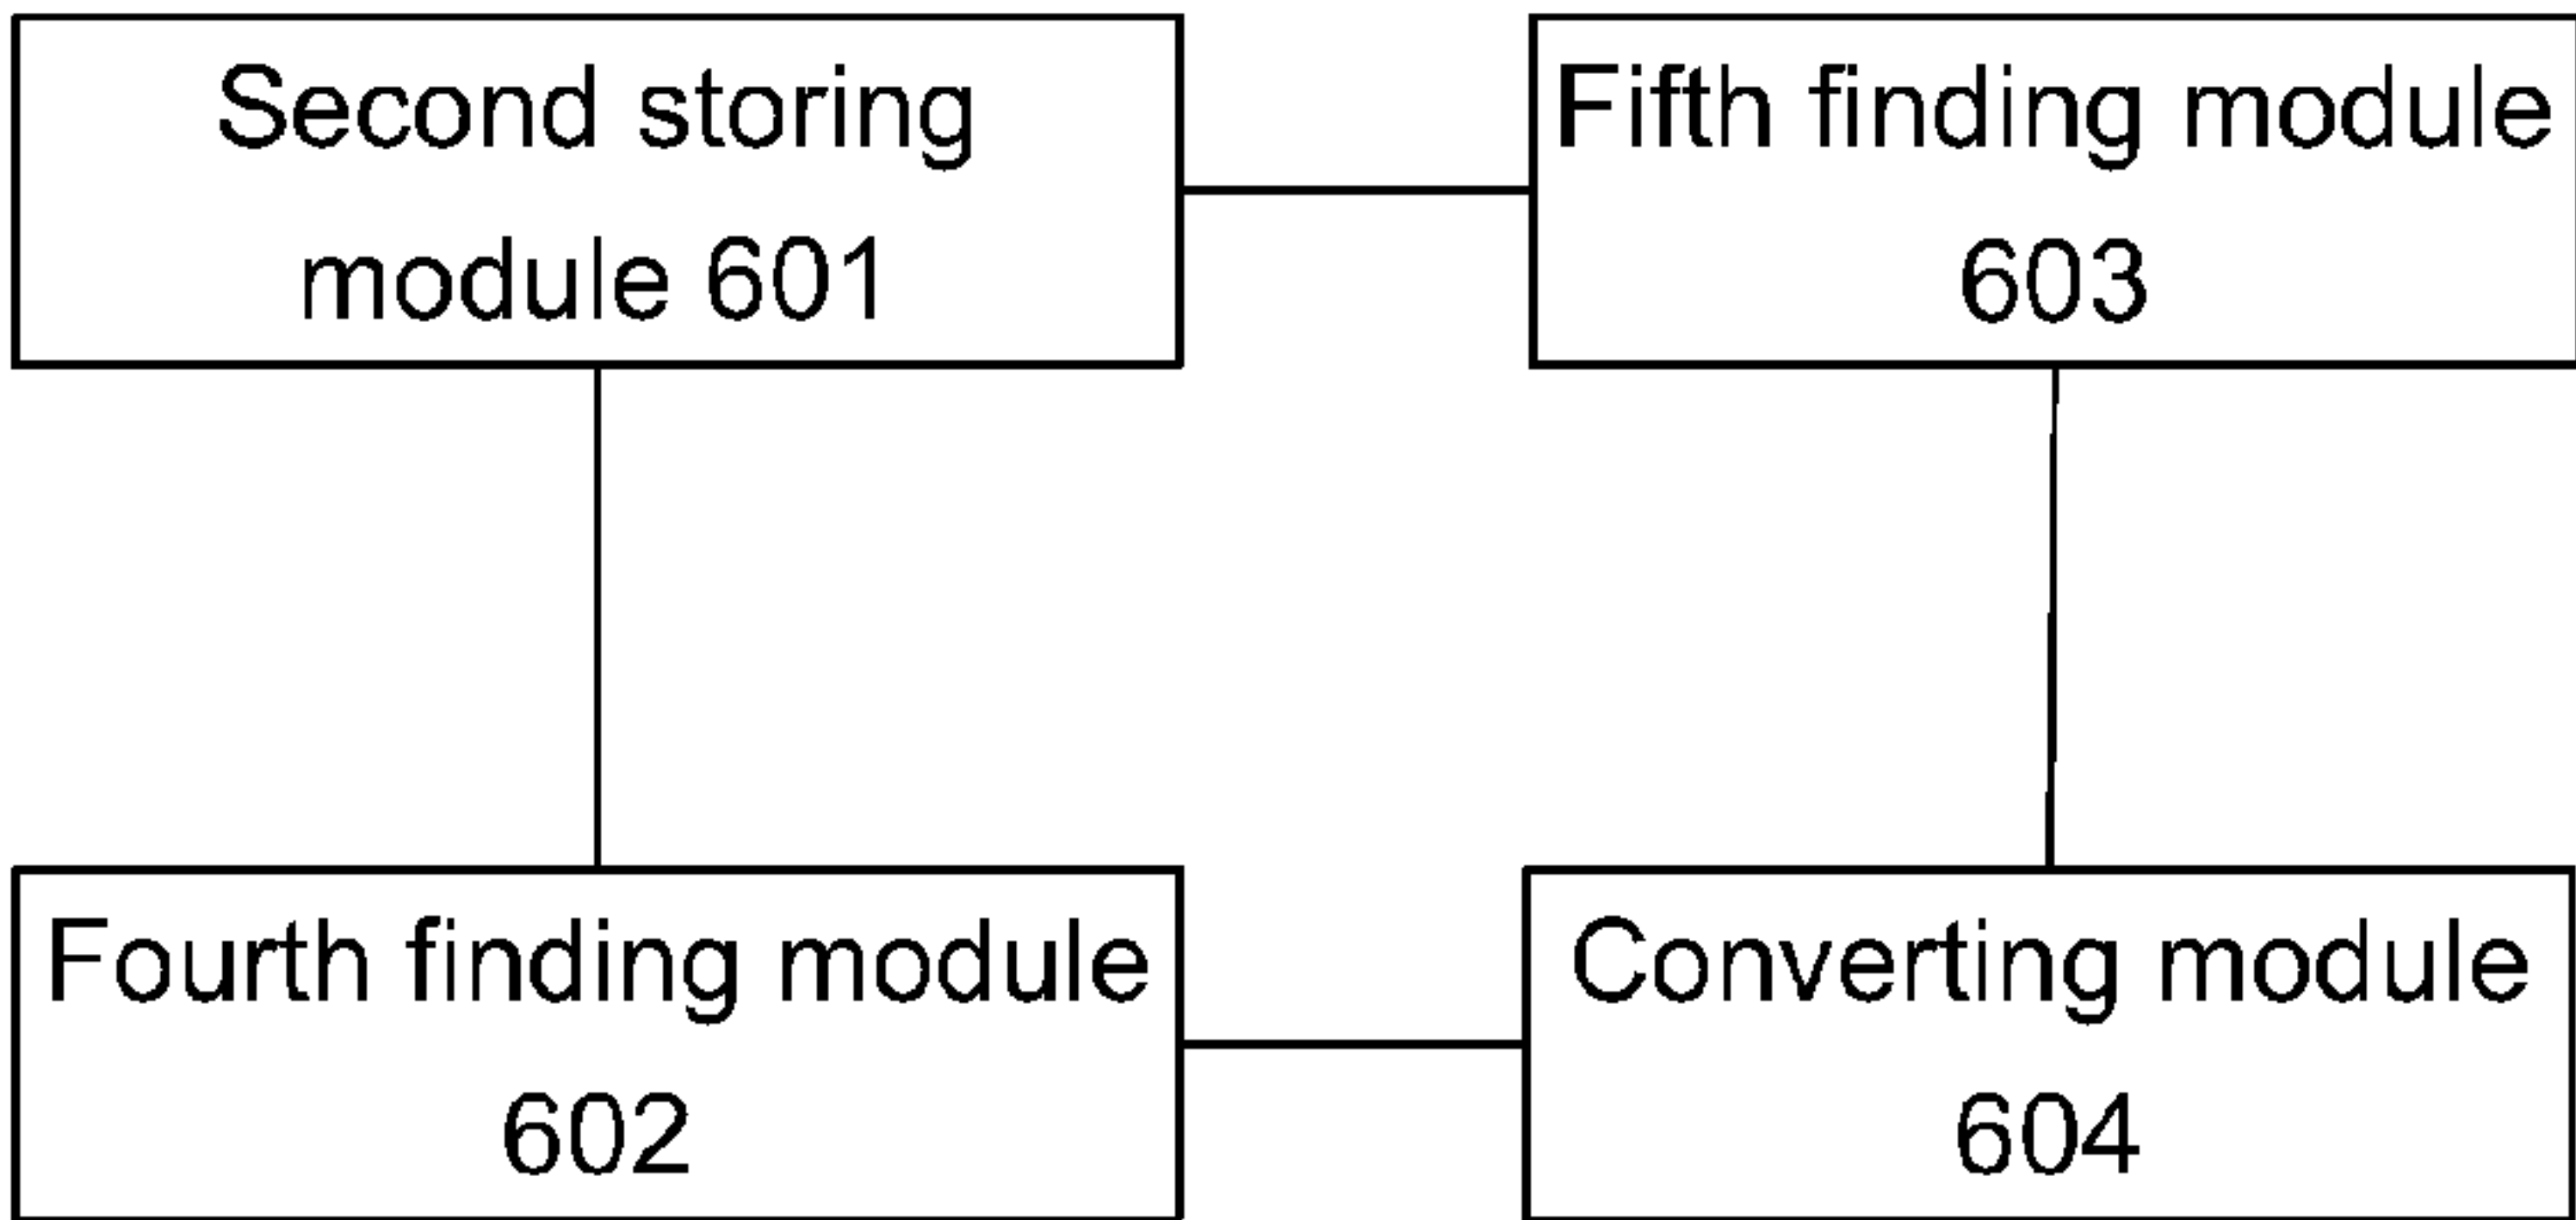 Second storing
module 601
Fifth finding module
603
Fourth finding module
602
Converting module
604